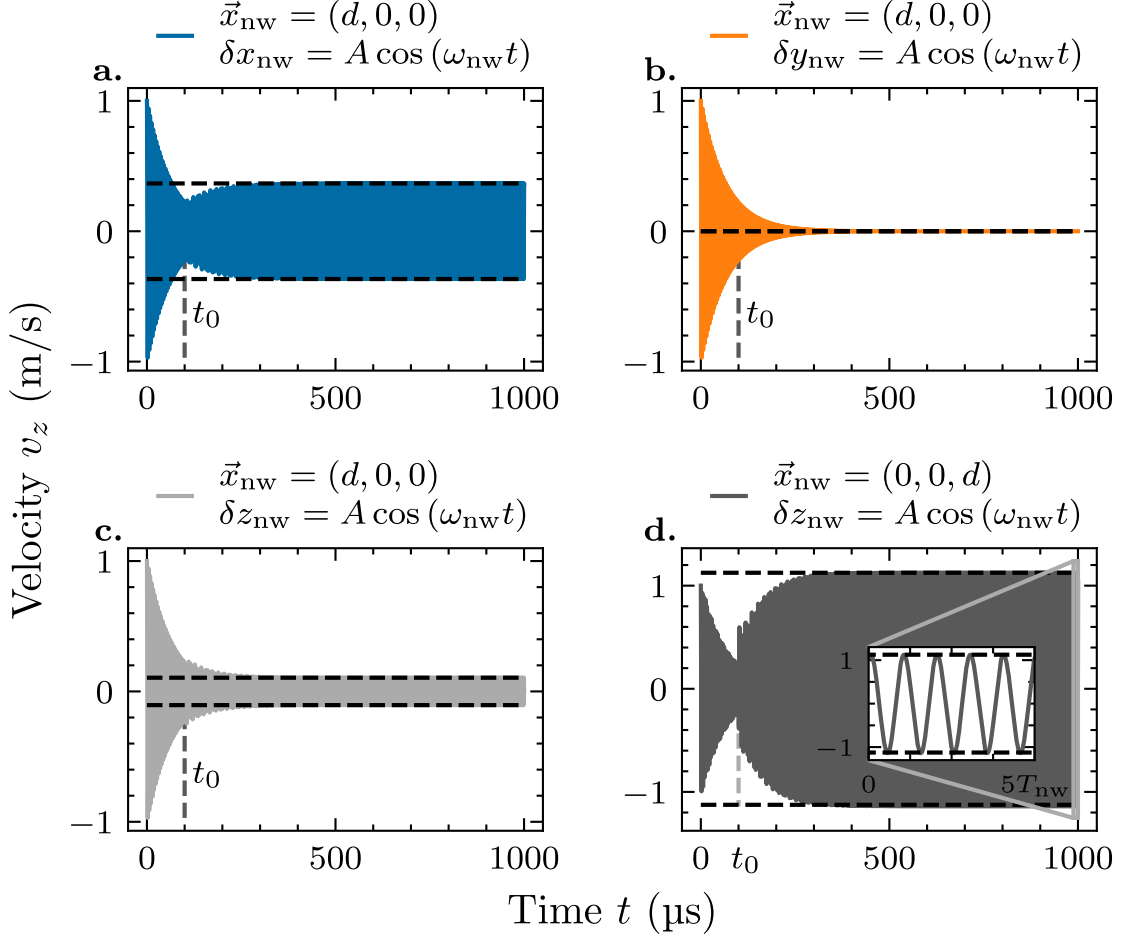 x⃗nw = (d, 0, 0)
δxnw = A cos (ωnwt)
a.
1
0
−1
t0
0
500
1000
x⃗nw = (d, 0, 0)
δynw = A cos (ωnwt)
b.
1
0
−1
t0
0
500
1000
Velocity vz (m/s)
x⃗nw = (d, 0, 0)
δznw = A cos (ωnwt)
c.
1
0
−1
t0
0
500
1000
x⃗nw = (0, 0, d)
δznw = A cos (ωnwt)
d.
1
0
−1
1
−1
0
5Tnw
0
t0
500
1000
Time t (µs)